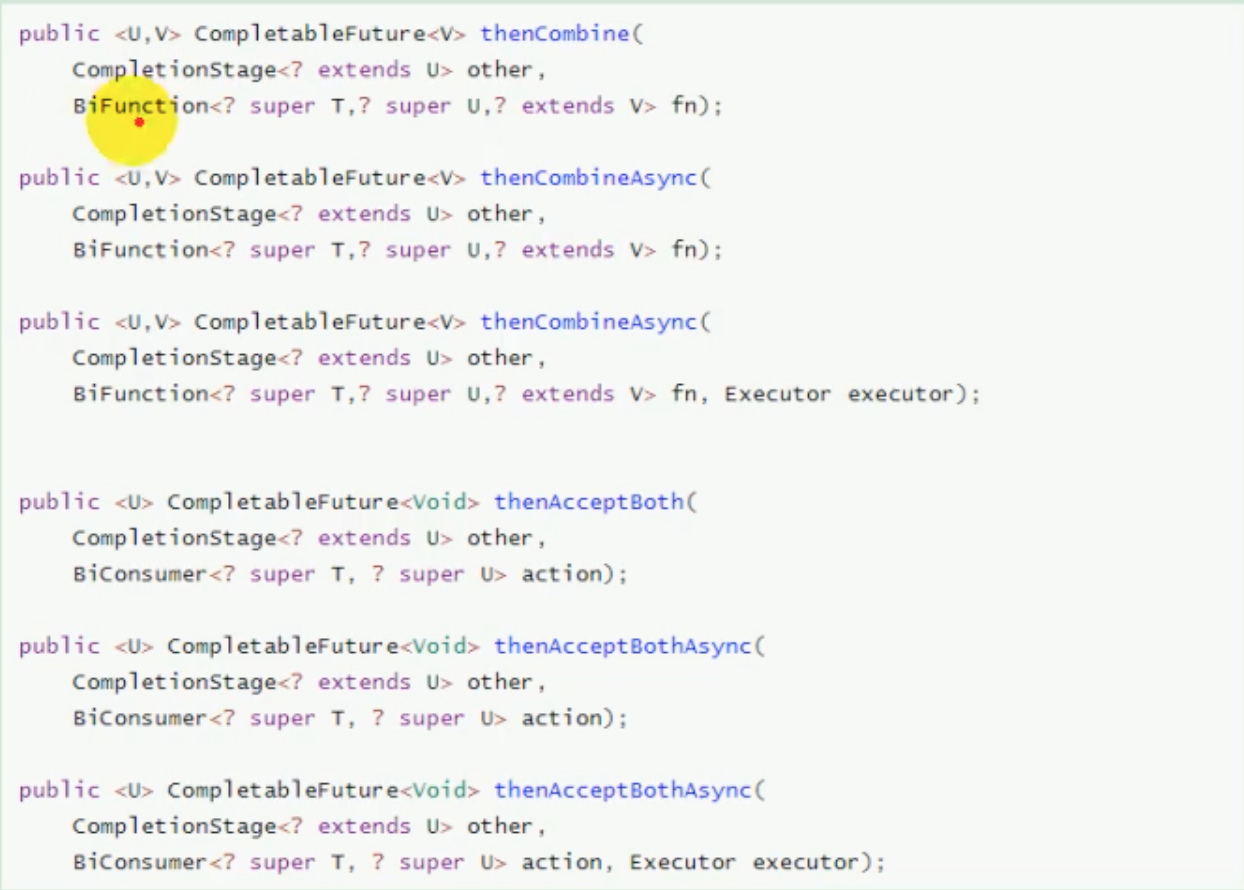 public <U,V> CompletableFuture<V> thenCombine(
CompletionStage<? extends U> other,
BiFunction<? super T,? super U,? extends V> fn);
public <U,V> CompletableFuture<V> thenCombineAsync(
CompletionStage<? extends U> other,
BiFunction<? super T,? super U,? extends V> fn);
public <U,V> CompletableFuture<V> thenCombineAsync(
CompletionStage<? extends U> other,
BiFunction<? super T,? super U,? extends V> fn, Executor executor);
public <U> CompletableFuture<Void> thenAcceptBoth(
CompletionStage<? extends U> other,
BiConsumer<? super T, ? super U> action);
public <U> CompletableFuture<Void> thenAcceptBothAsync(
CompletionStage<? extends U> other,
BiConsumer<? super T, ? super U> action);
public <U> CompletableFuture<Void> thenAcceptBothAsync(
CompletionStage<? extends U> other,
BiConsumer<? super T, ? super U> action, Executor executor);